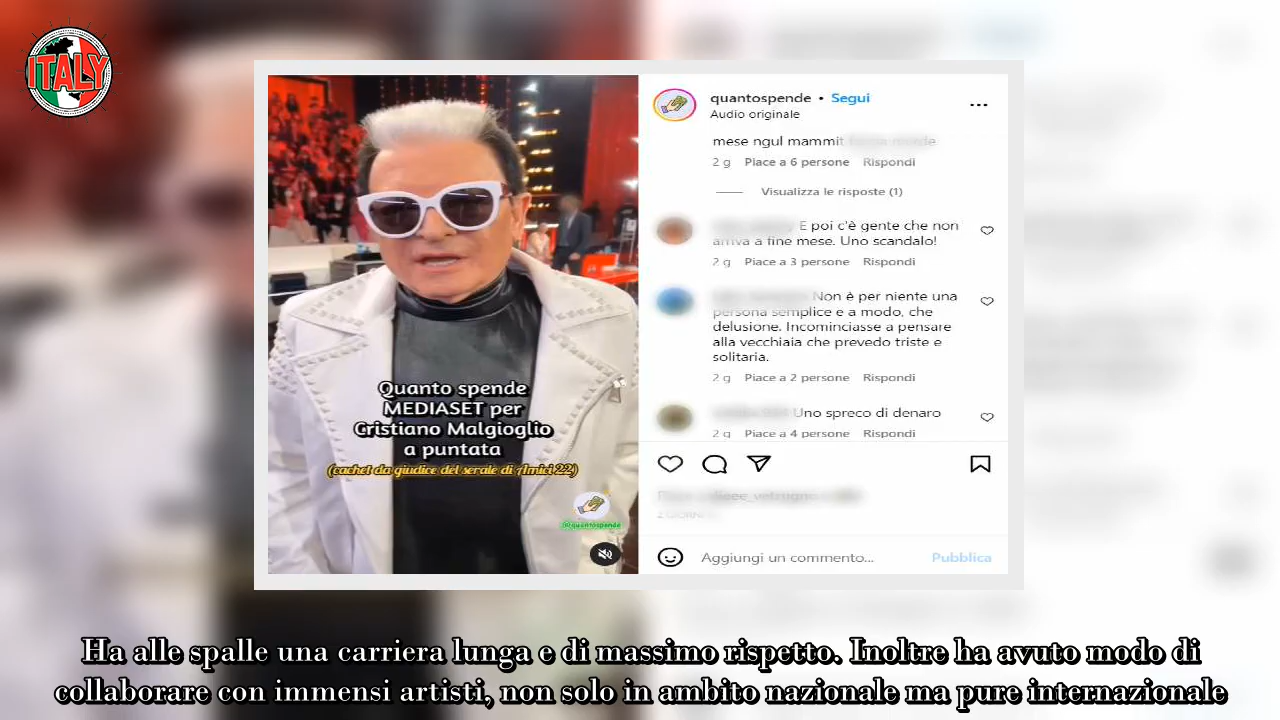 ITALY
Quanto spende
MEDIASET per
Cristiano Malgioglio
a puntata
(cachet da giudice del serale di Amici 22)
@quantospende
quantospende • Segui
Audio originale
mese ngul mammit
2 g Piace a 6 persone Rispondi
Visualizza le risposte (1)
E poi c'è gente che non
arriva a fine mese. Uno scandalo!
2 g Piace a 3 persone Rispondi
Non è per niente una
persona semplice e a modo, che
delusione. Incominciasse a pensare
alla vecchiaia che prevedo triste e
solitaria.
2 g Piace a 2 persone Rispondi
Uno spreco di denaro
2 g Piace a 4 persone Rispondi
Aggiungi un commento... Pubblica
Ha alle spalle una carriera lunga e di massimo rispetto. Inoltre ha avuto modo di
collaborare con immensi artisti, non solo in ambito nazionale ma pure internazionale